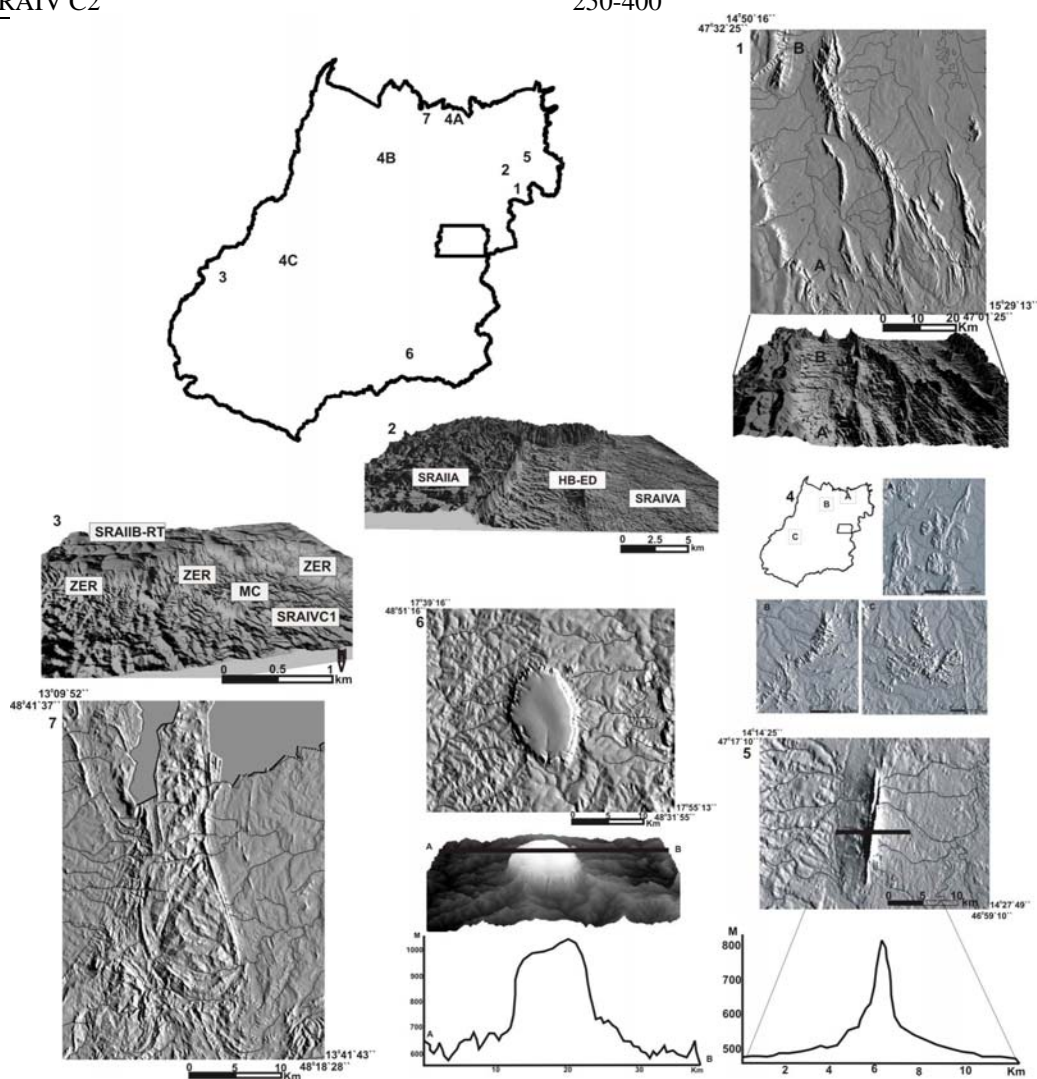 RAIV C2 250-400
7 4A
4B
5
2
1
4C
3
6
14°50`16``
47°32`25``
1
B
A
15°29`13``
47°01`25``
0 10 20
Km
B
A
2
SRAIIA
HB-ED
SRAIVA
0 2.5 5
km
3
SRAIIB-RT
ZER
ZER
ZER
MC
SRAIVC1
0 0.5 1
km
4
A
B
C
A
B
C
17°39`16``
48°51`16``
6
17°55`13``
48°31`55``
0 5 10
Km
A B
M
1000
900
800
700
600
A
B
10 20 30
Km
14°14`25``
47°17`10``
5
0 5 10
Km
14°27`49``
46°59`10``
M
800
700
600
500
2 4 6 8 10 Km
13°09`52``
48°41`37``
7
13°41`43``
48°18`28``
0 5 10
Km